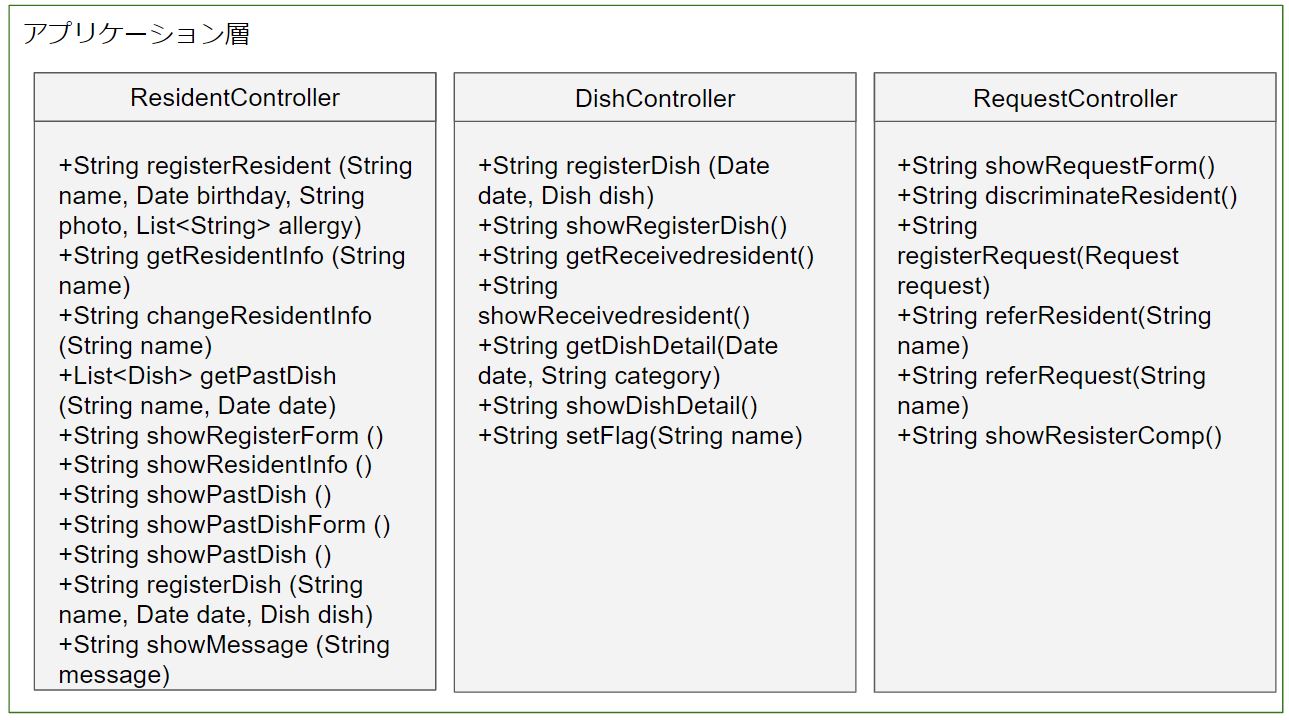 アプリケーション層
ResidentController
+String registerResident (String
name, Date birthday, String
photo, List<String> allergy)
+String getResidentInfo (String
name)
+String changeResidentInfo
(String name)
+List<Dish> getPastDish
(String name, Date date)
+String showRegisterForm ()
+String showResidentInfo ()
+String showPastDish ()
+String showPastDishForm ()
+String showPastDish ()
+String registerDish (String
name, Date date, Dish dish)
+String showMessage (String
message)
DishController
+String registerDish (Date
date, Dish dish)
+String showRegisterDish()
+String getReceivedresident()
+String
showReceivedresident()
+String getDishDetail(Date
date, String category)
+String showDishDetail()
+String setFlag(String name)
RequestController
+String showRequestForm()
+String discriminateResident()
+String
registerRequest(Request
request)
+String referResident(String
name)
+String referRequest(String
name)
+String showResisterComp()